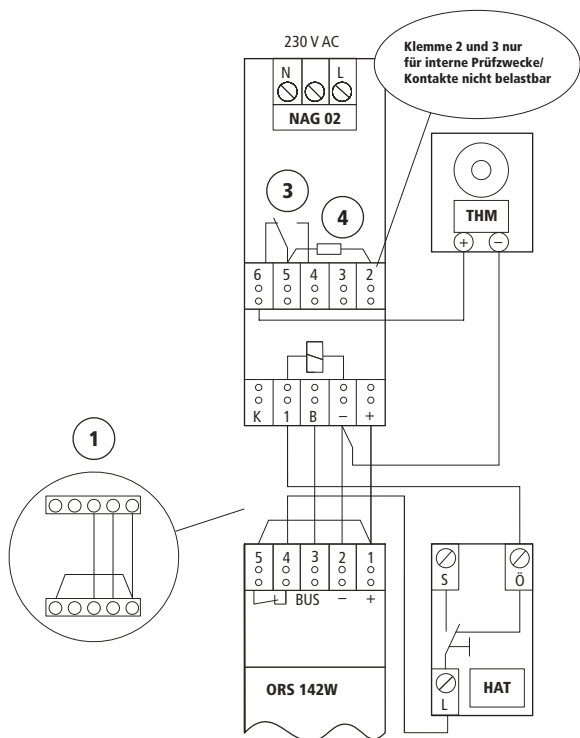 230 V AC
Klemme 2 und 3 nur
für interne Prüfzwecke/
Kontakte nicht belastbar
N L
NAG 02
3
4
THM
+ −
6 5 4 3 2
K 1 B − +
1
5 4 3 2 1
BUS − +
S Ö
ORS 142W
L
HAT